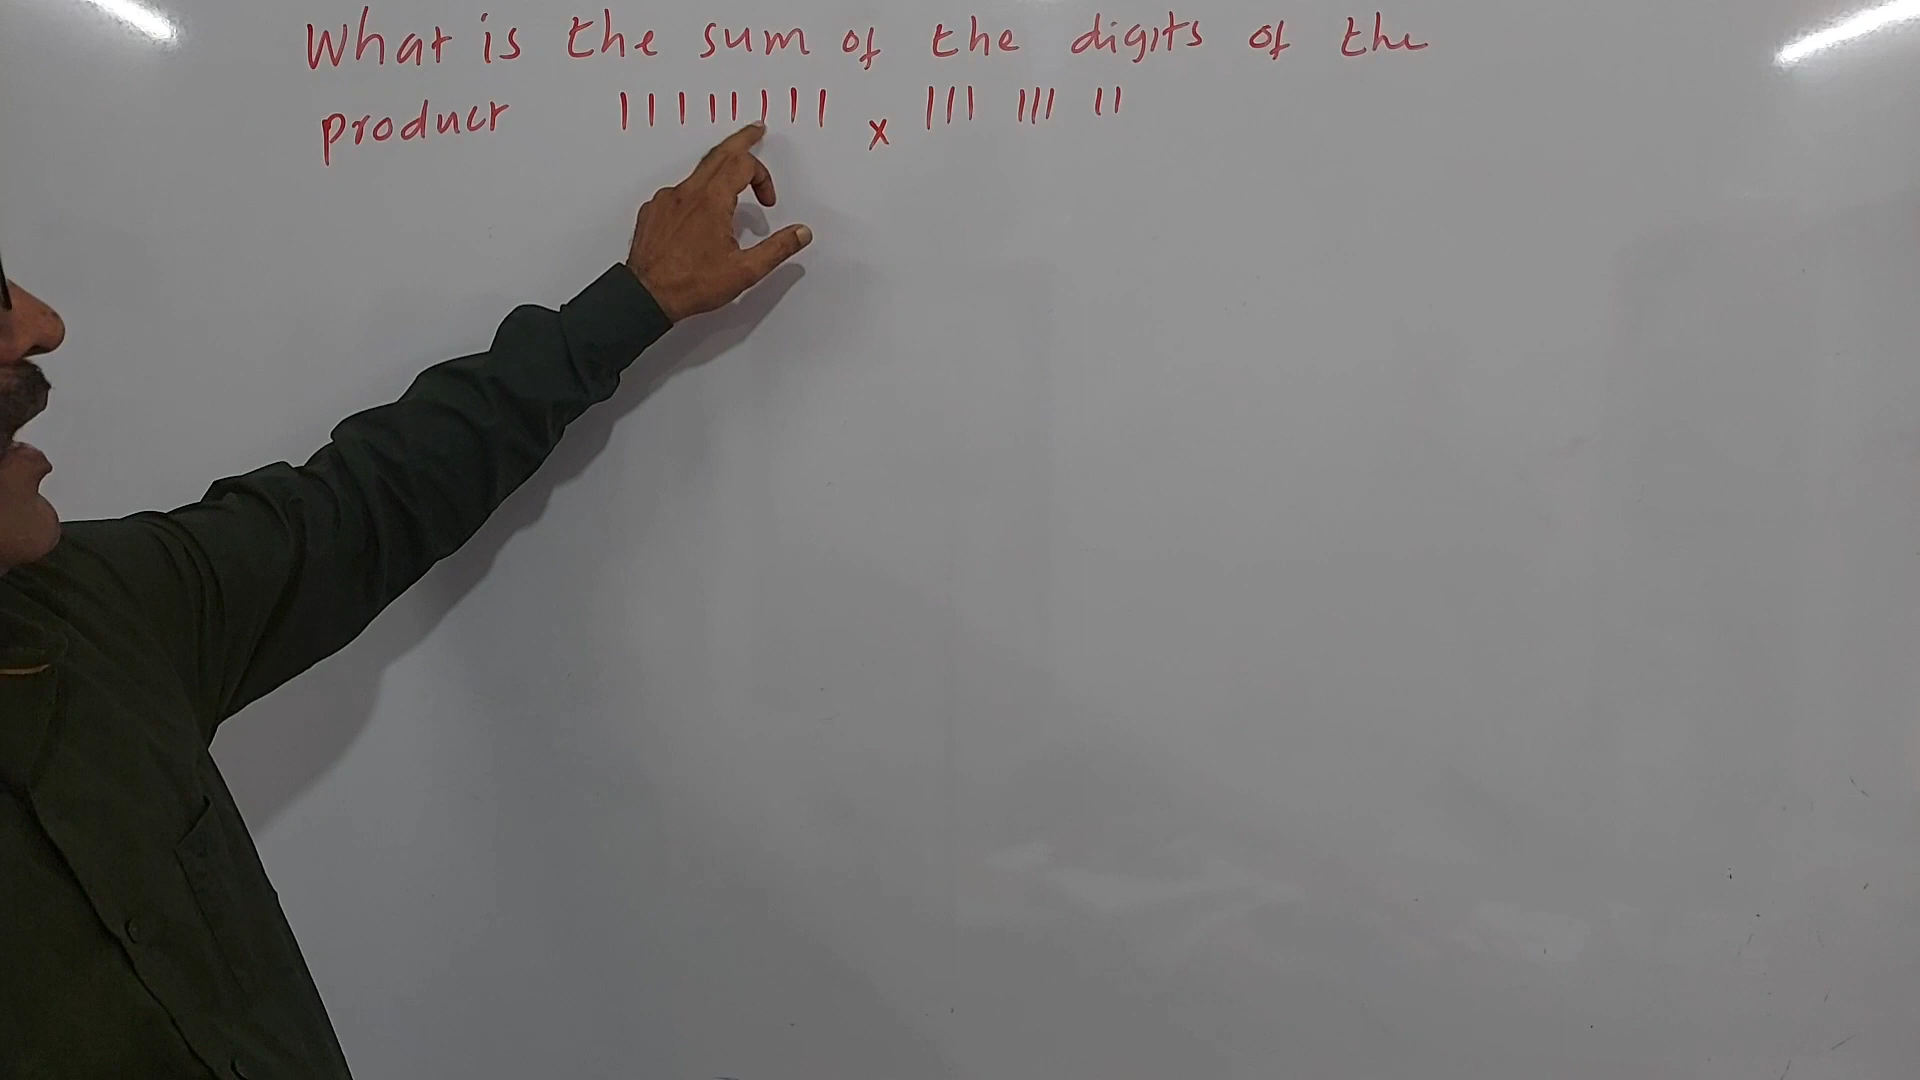 What is the sum of the digits of the
product 11111111 x 111 111 11